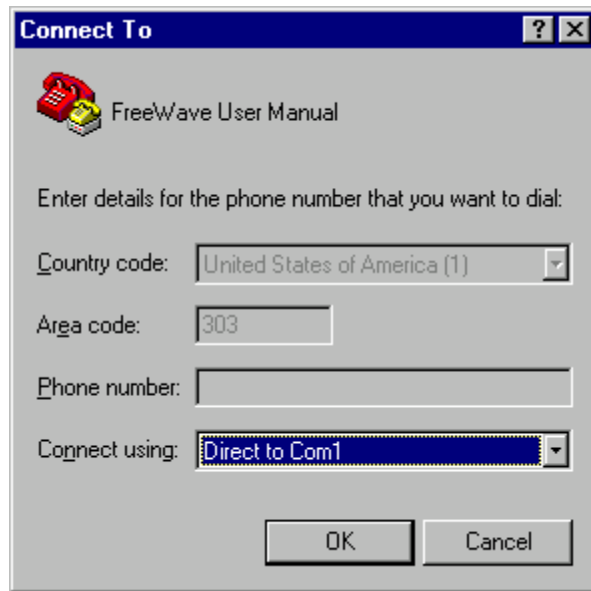 Connect To
FreeWave User Manual
Enter details for the phone number that you want to dial:
Country code: United States of America (1)
Area code: 303
Phone number:
Connect using: Direct to Com1
OK Cancel